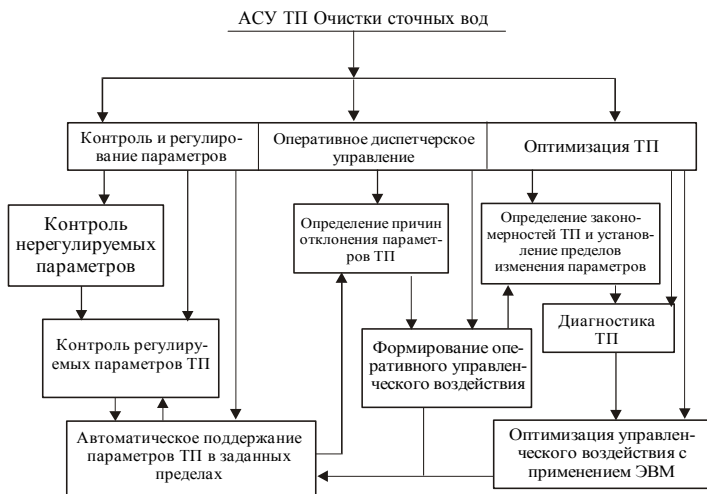 АСУ ТП Очистки сточных вод
Контроль и регулиро-
вание параметров
Оперативное диспетчерское
управление
Оптимизация ТП
Контроль
нерегулируемых
параметров
Определение причин
отклонения парамет-
ров ТП
Определение законо-
мерностей ТП и установ-
ление пределов
изменения параметров
Контроль регулиру-
емых параметров ТП
Формирование опе-
ративного управлен-
ческого воздействия
Диагностика
ТП
Автоматическое поддержание
параметров ТП в заданных
пределах
Оптимизация управлен-
ческого воздействия с
применением ЭВМ